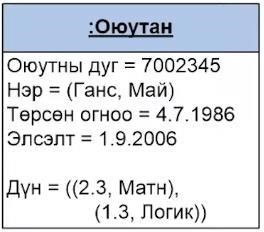 :Оюутан
Оюутны дуг = 7002345
Нэр = (Ганс, Май)
Төрсөн огноо = 4.7.1986
Элсэлт = 1.9.2006
Дүн = ((2.3, Матн),
(1.3, Логик))